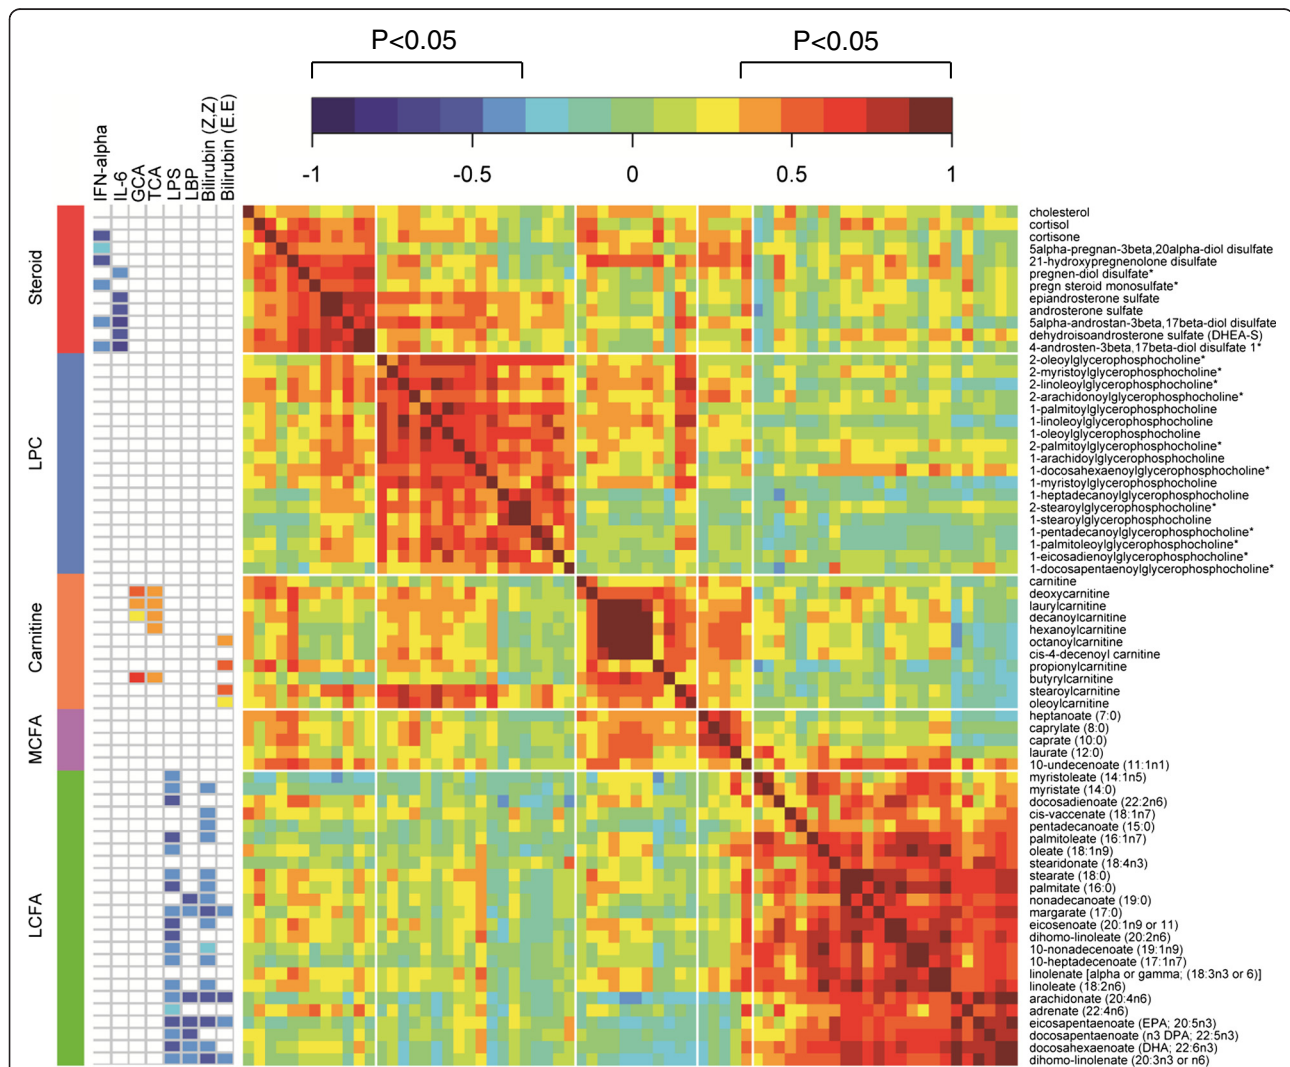 P<0.05
P<0.05
-1
-0.5
0
0.5
1
IFN-alpha
IL-6
GCA
TCA
LPS
LBP
Bilirubin (Z,Z)
Bilirubin (E.E)
Steroid
LPC
Carnitine
MCFA
LCFA
cholesterol
cortisol
cortisone
5alpha-pregnan-3beta,20alpha-diol disulfate
21-hydroxypregnenolone disulfate
pregnen-diol disulfate*
pregn steroid monosulfate*
epiandrosterone sulfate
androsterone sulfate
5alpha-androstan-3beta,17beta-diol disulfate
dehydroisoandrosterone sulfate (DHEA-S)
4-androsten-3beta,17beta-diol disulfate 1*
2-oleoylglycerophosphocholine*
2-myristoylglycerophosphocholine*
2-linoleoylglycerophosphocholine*
2-arachidonoylglycerophosphocholine*
1-palmitoylglycerophosphocholine
1-linoleoylglycerophosphocholine
1-oleoylglycerophosphocholine
2-palmitoylglycerophosphocholine*
1-arachidoylglycerophosphocholine
1-docosahexaenoylglycerophosphocholine*
1-myristoylglycerophosphocholine
1-heptadecanoylglycerophosphocholine
2-stearoylglycerophosphocholine*
1-stearoylglycerophosphocholine
1-pentadecanoylglycerophosphocholine*
1-palmitoleoylglycerophosphocholine*
1-eicosadienoylglycerophosphocholine*
1-docosapentaenoylglycerophosphocholine*
carnitine
deoxycarnitine
laurylcarnitine
decanoylcarnitine
hexanoylcarnitine
octanoylcarnitine
cis-4-decenoyl carnitine
propionylcarnitine
butyrylcarnitine
stearoylcarnitine
oleoylcarnitine
heptanoate (7:0)
caprylate (8:0)
caprate (10:0)
laurate (12:0)
10-undecenoate (11:1n1)
myristoleate (14:1n5)
myristate (14:0)
docosadienoate (22:2n6)
cis-vaccenate (18:1n7)
pentadecanoate (15:0)
palmitoleate (16:1n7)
oleate (18:1n9)
stearidonate (18:4n3)
stearate (18:0)
palmitate (16:0)
nonadecanoate (19:0)
margarate (17:0)
eicosenoate (20:1n9 or 11)
dihomo-linoleate (20:2n6)
10-nonadecenoate (19:1n9)
10-heptadecenoate (17:1n7)
linolenate [alpha or gamma; (18:3n3 or 6)]
linoleate (18:2n6)
arachidonate (20:4n6)
adrenate (22:4n6)
eicosapentaenoate (EPA; 20:5n3)
docosapentaenoate (n3 DPA; 22:5n3)
docosahexaenoate (DHA; 22:6n3)
dihomo-linolenate (20:3n3 or n6)